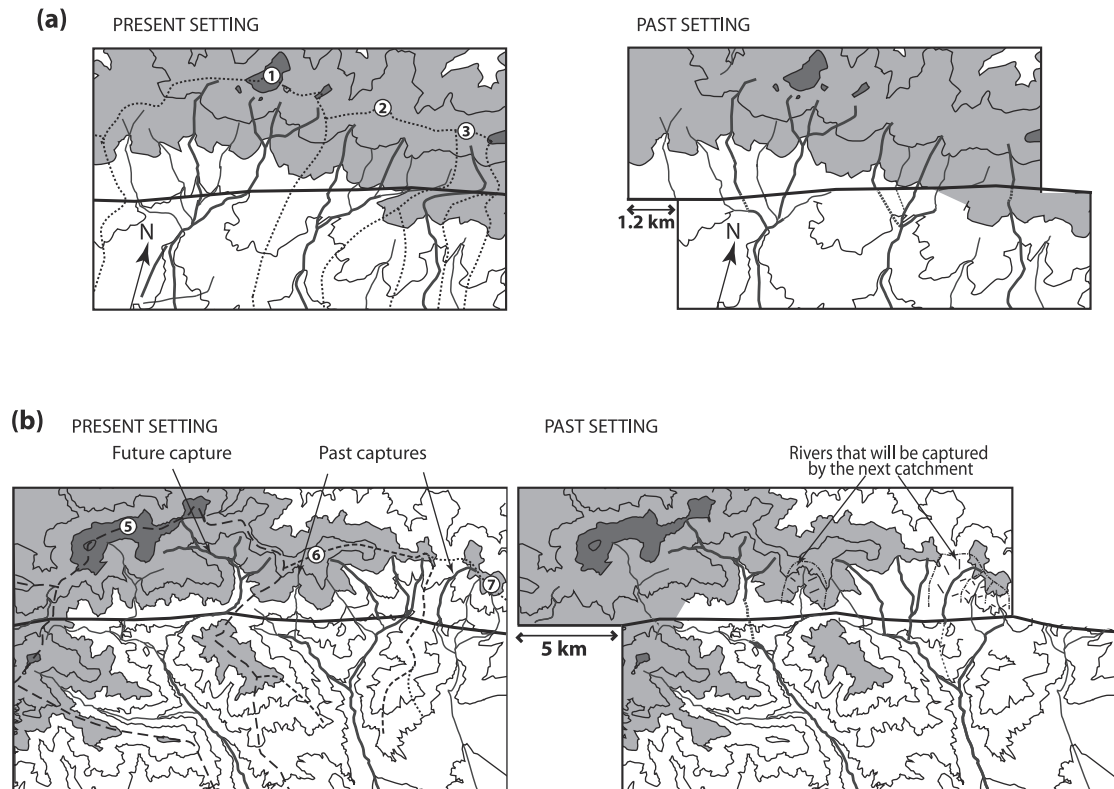 (a)
PRESENT SETTING
PAST SETTING
1
2
3
N
1.2 km
N
(b)
PRESENT SETTING
PAST SETTING
Future capture
Past captures
Rivers that will be captured
by the next catchment
5
6
7
5 km